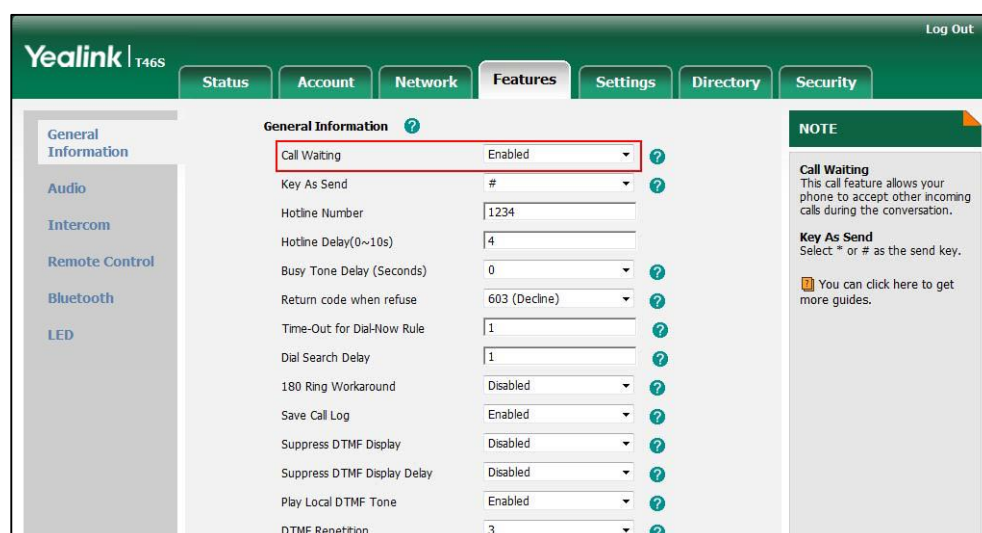 Log Out
Yealink T46S
Status Account Network Features Settings Directory Security
General
Information
Audio
Intercom
Remote Control
Bluetooth
LED
General Information ?
Call Waiting Enabled ?
Key As Send # ?
Hotline Number 1234
Hotline Delay(0~10s) 4
Busy Tone Delay (Seconds) 0 ?
Return code when refuse 603 (Decline) ?
Time-Out for Dial-Now Rule 1 ?
Dial Search Delay 1 ?
180 Ring Workaround Disabled ?
Save Call Log Enabled ?
Suppress DTMF Display Disabled ?
Suppress DTMF Display Delay Disabled ?
Play Local DTMF Tone Enabled ?
DTMF Repetition 3 ?
NOTE
Call Waiting
This call feature allows your
phone to accept other incoming
calls during the conversation.
Key As Send
Select * or # as the send key.
? You can click here to get
more guides.